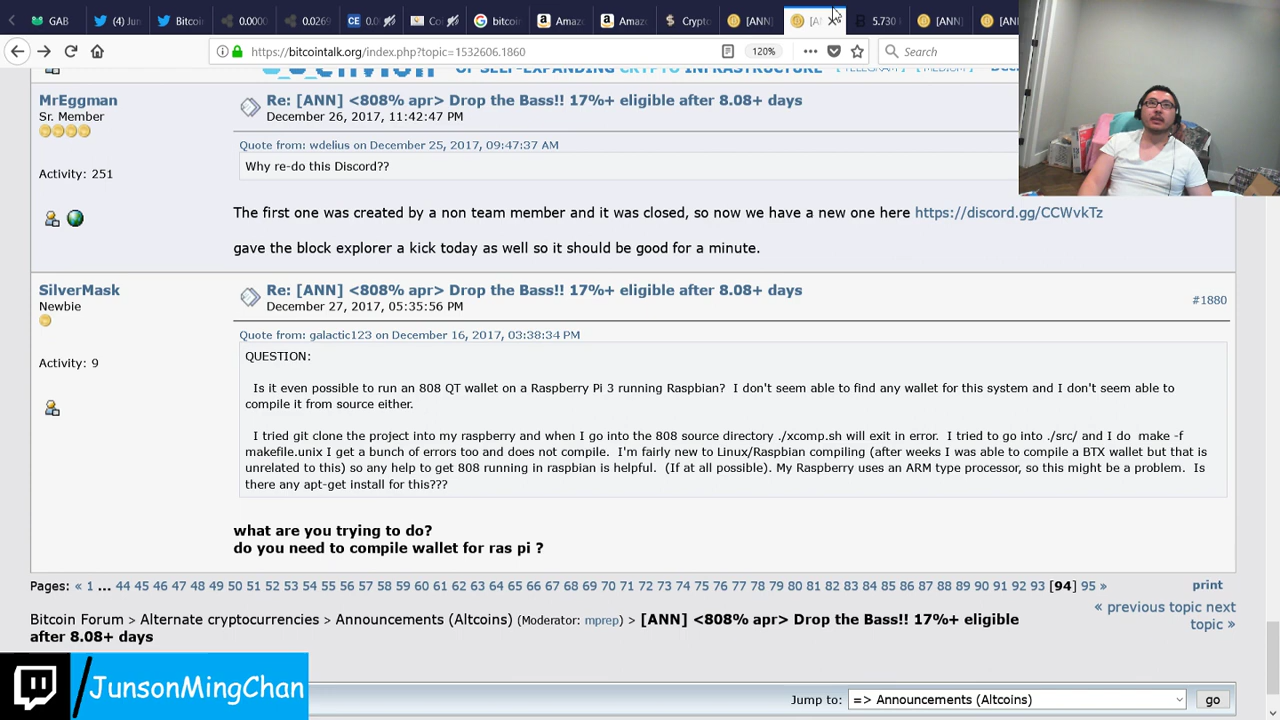 GAB
(4) Jun
Bitcoin
0.0000
0.0269
CE 0.
Co
bitcoi
Amaz
Amaz
Crypto
[ANN]
[A
5.730
[ANN]
[ANN
https://bitcointalk.org/index.php?topic=1532606.1860
120%
Search
OF SELF-EXPANDING CRYPTO INFRASTRUCTURE
MrEggman
Sr. Member
Activity: 251
Re: [ANN] <808% apr> Drop the Bass!! 17%+ eligible after 8.08+ days
December 26, 2017, 11:42:47 PM
Quote from: wdelius on December 25, 2017, 09:47:37 AM
Why re-do this Discord??
The first one was created by a non team member and it was closed, so now we have a new one here https://discord.gg/CCWvkTz
gave the block explorer a kick today as well so it should be good for a minute.
SilverMask
Newbie
Activity: 9
Re: [ANN] <808% apr> Drop the Bass!! 17%+ eligible after 8.08+ days
December 27, 2017, 05:35:56 PM
#1880
Quote from: galactic123 on December 16, 2017, 03:38:34 PM
QUESTION:
Is it even possible to run an 808 QT wallet on a Raspberry Pi 3 running Raspbian? I don't seem able to find any wallet for this system and I don't seem able to
compile it from source either.
I tried git clone the project into my raspberry and when I go into the 808 source directory ./xcomp.sh will exit in error. I tried to go into ./src/ and I do make -f
makefile.unix I get a bunch of errors too and does not compile. I'm fairly new to Linux/Raspbian compiling (after weeks I was able to compile a BTX wallet but that is
unrelated to this) so any help to get 808 running in raspbian is helpful. (If at all possible). My Raspberry uses an ARM type processor, so this might be a problem. Is
there any apt-get install for this???
what are you trying to do?
do you need to compile wallet for ras pi ?
Pages: « 1 ... 44 45 46 47 48 49 50 51 52 53 54 55 56 57 58 59 60 61 62 63 64 65 66 67 68 69 70 71 72 73 74 75 76 77 78 79 80 81 82 83 84 85 86 87 88 89 90 91 92 93 [94] 95 »
print
« previous topic next
topic »
Bitcoin Forum > Alternate cryptocurrencies > Announcements (Altcoins) (Moderator: mprep) > [ANN] <808% apr> Drop the Bass!! 17%+ eligible
after 8.08+ days
/JunsonMingChan
Jump to: => Announcements (Altcoins) go